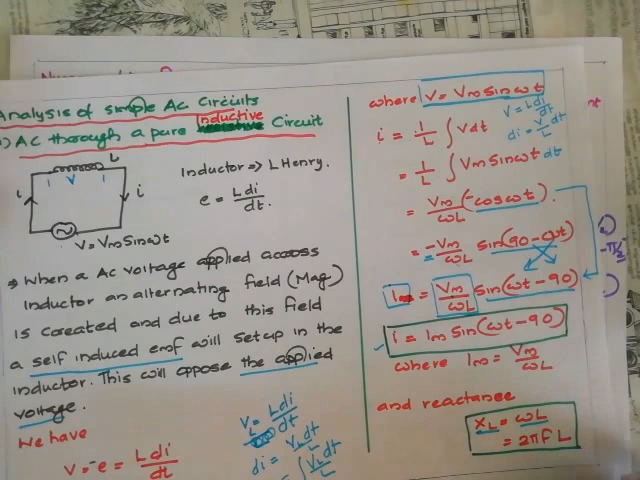 Analysis of simple AC Circuits
1) AC through a pure Inductive Circuit
L
V
i
i
V = Vm Sinωt
Inductor => L Henry.
e = L di/dt.
→ When a AC voltage applied across
inductor an alternating field (Mag)
is created and due to this field
a self induced emf will setup in the
inductor. This will oppose the applied
voltage.
We have
V = -e = L di/dt
VL = L di/dt
di = VL dt/L
= ∫ VL dt/L
where V = Vm Sinωt
i = 1/L ∫ V dt
V = L di/dt
di = V/L dt
= 1/L ∫ Vm Sinωt dt
= Vm/ωL (-cosωt).
= -Vm/ωL sin(90-ωt)
-π/2
Im = Vm/ωL sin(ωt-90)
i = Im Sin(ωt-90)
where Im = Vm/ωL
and reactance
XL = ωL
= 2πFL